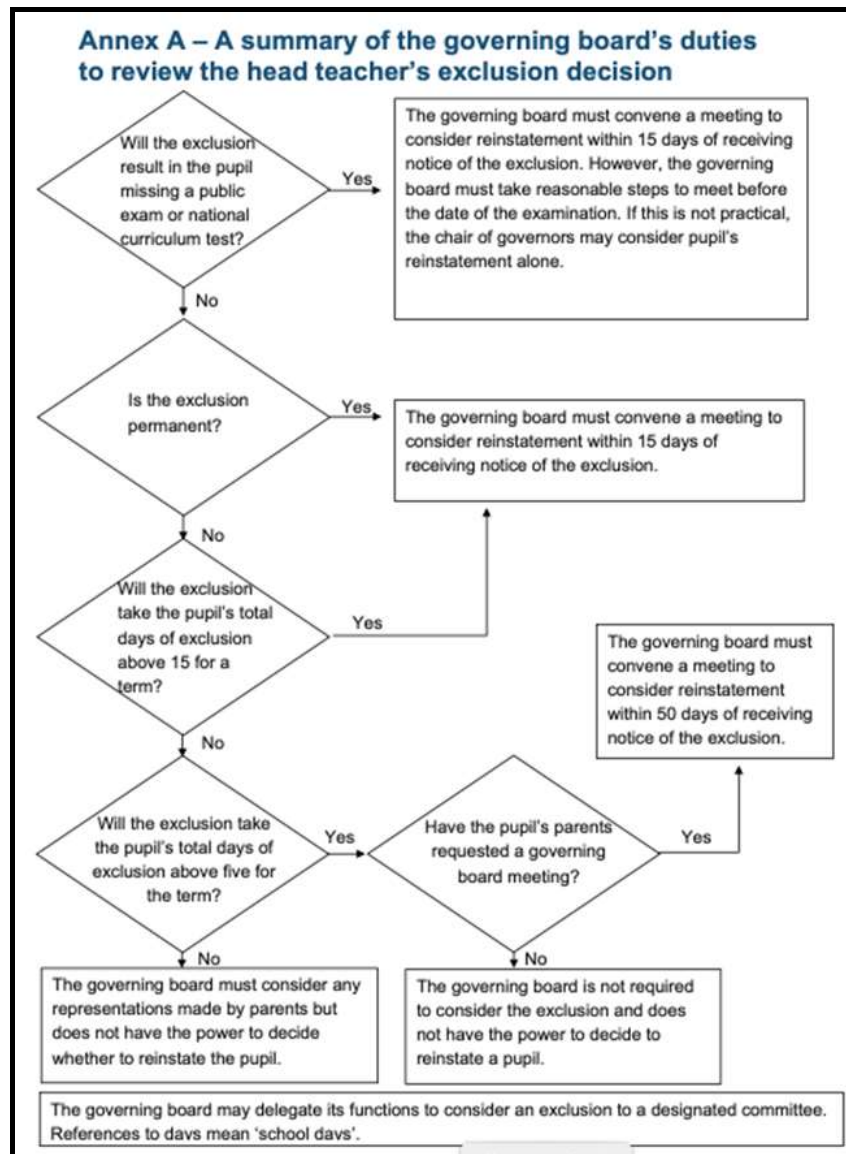 Annex A – A summary of the governing board's duties
to review the head teacher's exclusion decision
Will the exclusion
result in the pupil
missing a public
exam or national
curriculum test?
Yes
The governing board must convene a meeting to
consider reinstatement within 15 days of receiving
notice of the exclusion. However, the governing
board must take reasonable steps to meet before
the date of the examination. If this is not practical,
the chair of governors may consider pupil's
reinstatement alone.
No
Is the exclusion
permanent?
Yes
The governing board must convene a meeting to
consider reinstatement within 15 days of
receiving notice of the exclusion.
No
Will the exclusion
take the pupil's total
days of exclusion
above 15 for a
term?
Yes
The governing board must
convene a meeting to
consider reinstatement
within 50 days of receiving
notice of the exclusion.
No
Will the exclusion take
the pupil's total days of
exclusion above five for
the term?
Yes
Have the pupil's parents
requested a governing
board meeting?
Yes
No
The governing board must consider any
representations made by parents but
does not have the power to decide
whether to reinstate the pupil.
No
The governing board is not required
to consider the exclusion and does
not have the power to decide to
reinstate a pupil.
The governing board may delegate its functions to consider an exclusion to a designated committee.
References to days mean 'school days'.